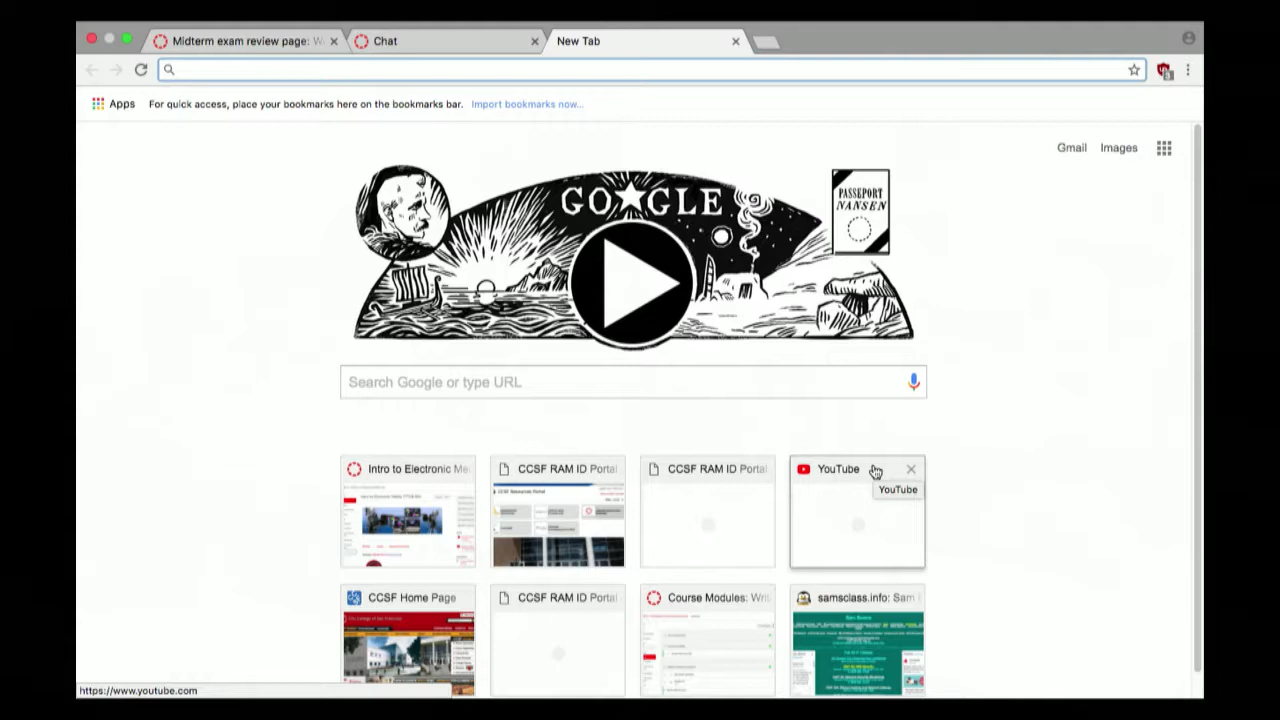 Midterm exam review page: W
Chat
New Tab
Apps
For quick access, place your bookmarks here on the bookmarks bar.
Import bookmarks now...
Gmail
Images
GO★GLE
PASSEPORT
NANSEN
Search Google or type URL
Intro to Electronic Me
CCSF RAM ID Portal
CCSF RAM ID Portal
YouTube
YouTube
CCSF Home Page
CCSF RAM ID Portal
Course Modules: Writ
samsclass.info: Sam
https://www.youtube.com